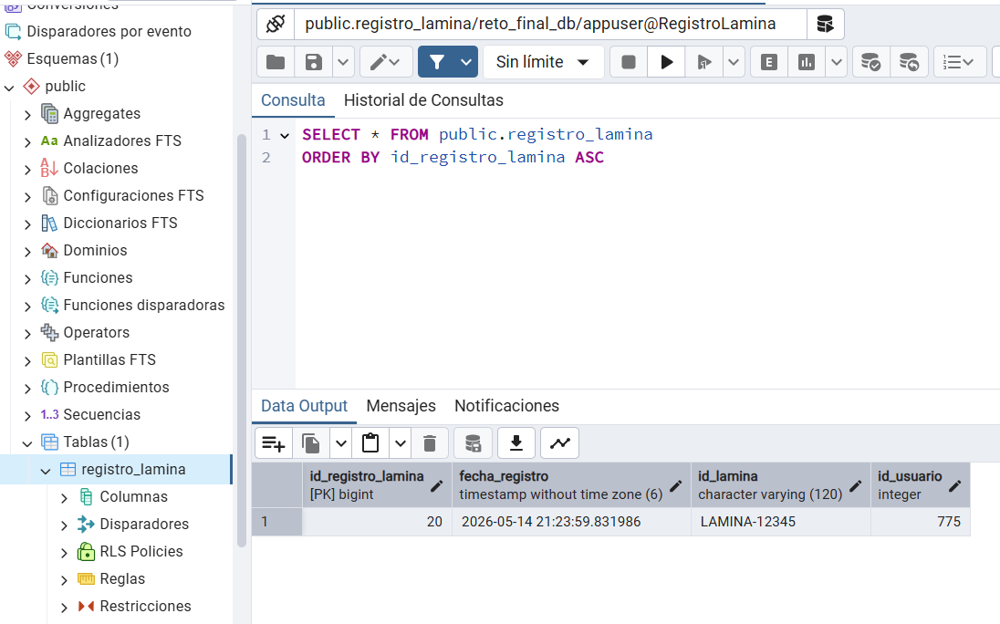 Conversiones
Disparadores por evento
Esquemas (1)
public
Aggregates
Aa Analizadores FTS
Colaciones
Configuraciones FTS
Diccionarios FTS
Dominios
Funciones
Funciones disparadoras
Operators
Plantillas FTS
Procedimientos
1..3 Secuencias
Tablas (1)
registro_lamina
Columnas
Disparadores
RLS Policies
Reglas
Restricciones
public.registro_lamina/reto_final_db/appuser@RegistroLamina
Sin límite
E
Consulta Historial de Consultas
1 SELECT * FROM public.registro_lamina
2 ORDER BY id_registro_lamina ASC
Data Output Mensajes Notificaciones
id_registro_lamina fecha_registro id_lamina id_usuario
[PK] bigint timestamp without time zone (6) character varying (120) integer
1 20 2026-05-14 21:23:59.831986 LAMINA-12345 775